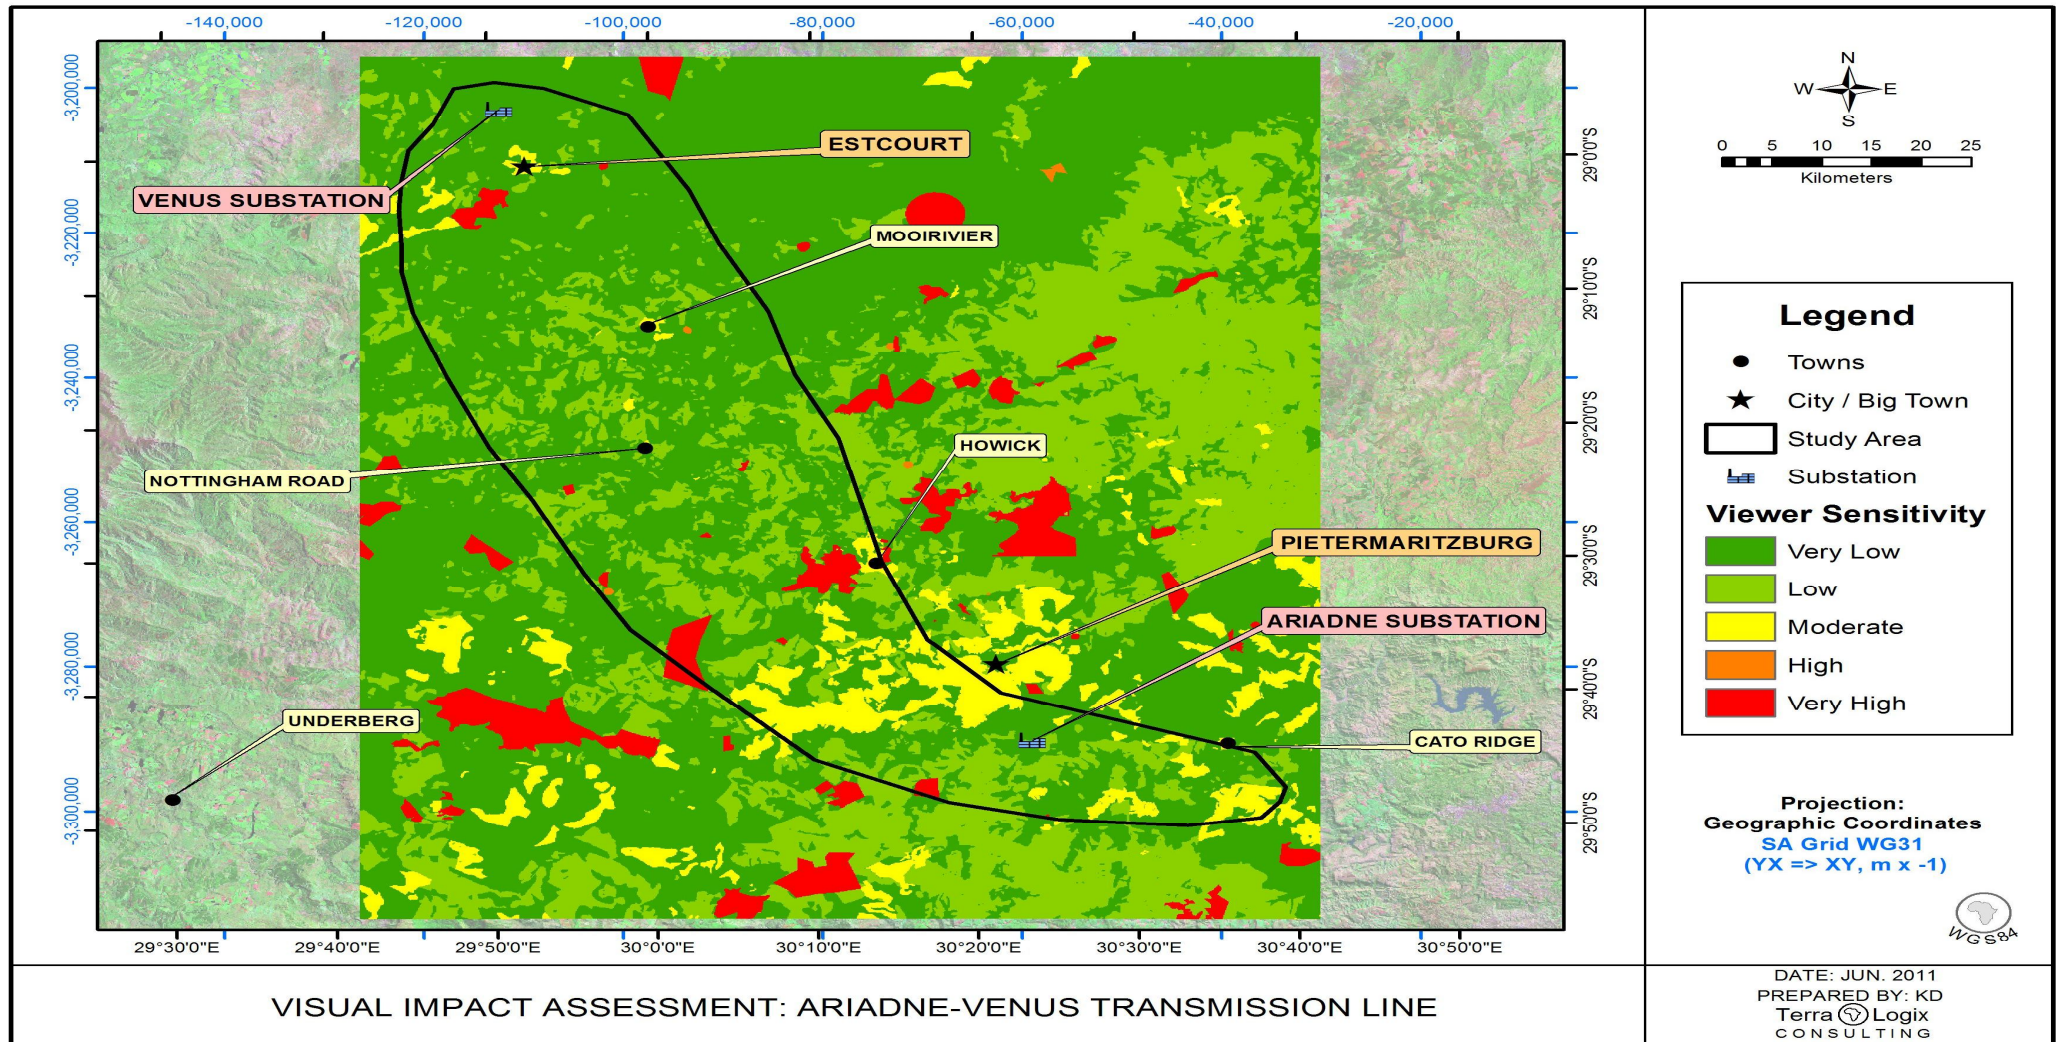 -140,000 -120,000 -100,000 -80,000 -60,000 -40,000 -20,000
-3,200,000
-3,220,000
-3,240,000
-3,260,000
-3,280,000
-3,300,000
29°0'0"S
29°10'0"S
29°20'0"S
29°30'0"S
29°40'0"S
29°50'0"S
ESTCOURT
VENUS SUBSTATION
MOOIRIVIER
HOWICK
NOTTINGHAM ROAD
PIETERMARITZBURG
ARIADNE SUBSTATION
UNDERBERG
CATO RIDGE
29°30'0"E 29°40'0"E 29°50'0"E 30°0'0"E 30°10'0"E 30°20'0"E 30°30'0"E 30°40'0"E 30°50'0"E
VISUAL IMPACT ASSESSMENT: ARIADNE-VENUS TRANSMISSION LINE
N
W E
S
0 5 10 15 20 25
Kilometers
Legend
Towns
City / Big Town
Study Area
Substation
Viewer Sensitivity
Very Low
Low
Moderate
High
Very High
Projection:
Geographic Coordinates
SA Grid WG31
(YX => XY, m x -1)
WGS84
DATE: JUN. 2011
PREPARED BY: KD
Terra Logix
CONSULTING